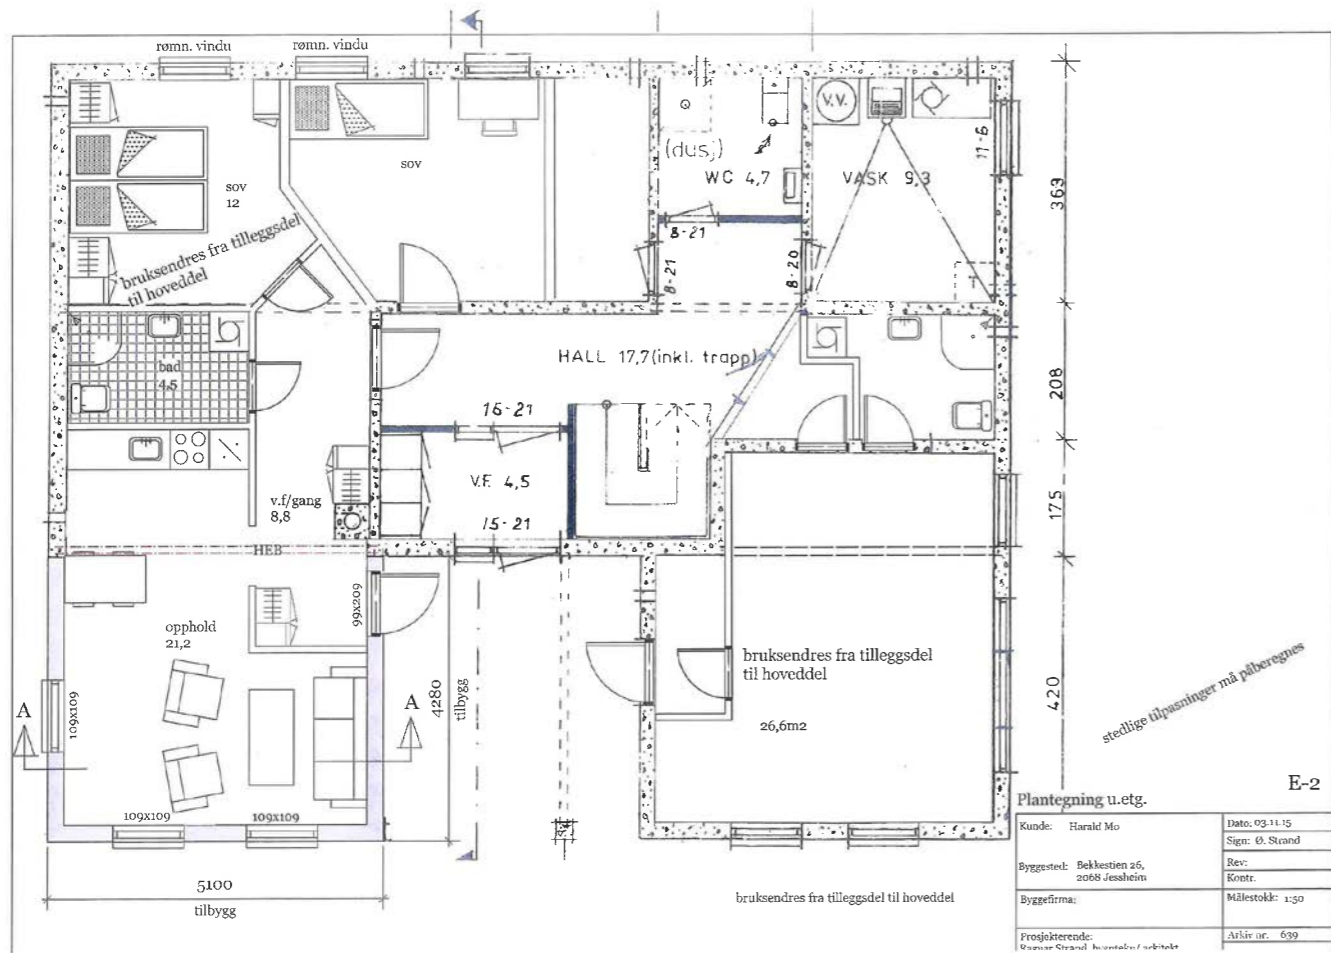 rømn. vindu
rømn. vindu
sov
12
sov
bruksendres fra tilleggsdel
til hoveddel
(dusj)
WC 4,7
V.V.
VASK 9,3
11-6
8-21
8-21
8-20
T
363
bad
4,5
HALL 17,7(inkl. trapp)
208
15-21
V.F. 4,5
15-21
v.f/gang
8,8
HEB
175
opphold
21,2
99x209
109x109
A
A
4280
tilbygg
bruksendres fra tilleggsdel
til hoveddel
26,6m2
420
stedlige tilpasninger må påberegnes
109x109
109x109
5100
tilbygg
bruksendres fra tilleggsdel til hoveddel
E-2
Plantegning u.etg.
Kunde: Harald Mo
Dato: 03.11.15
Sign: Ø. Strand
Byggested: Bekkestien 26,
2068 Jessheim
Rev:
Kontr.
Byggefirma:
Målestokk: 1:50
Prosjekterende:
Arkiv nr. 639
Ragnar Strand,